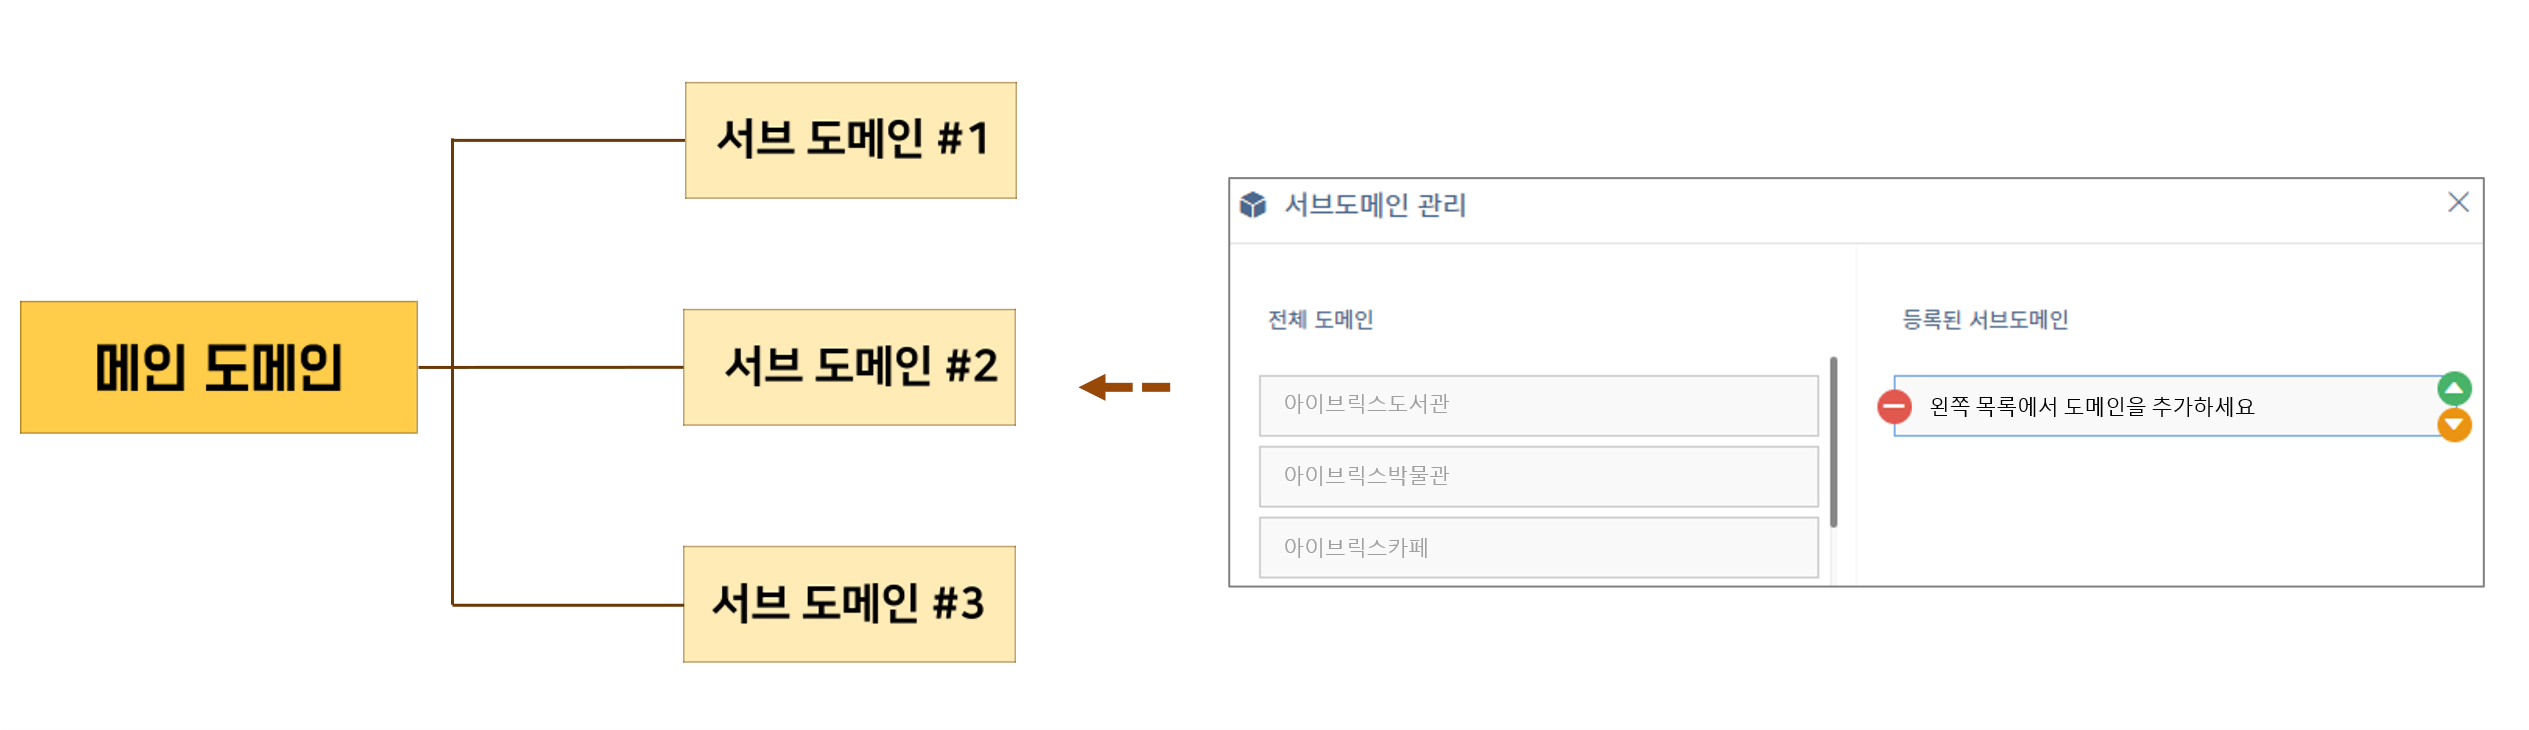 메인 도메인
서브 도메인 #1
서브 도메인 #2
서브 도메인 #3
서브도메인 관리
전체 도메인
아이브릭스도서관
아이브릭스박물관
아이브릭스카페
등록된 서브도메인
왼쪽 목록에서 도메인을 추가하세요